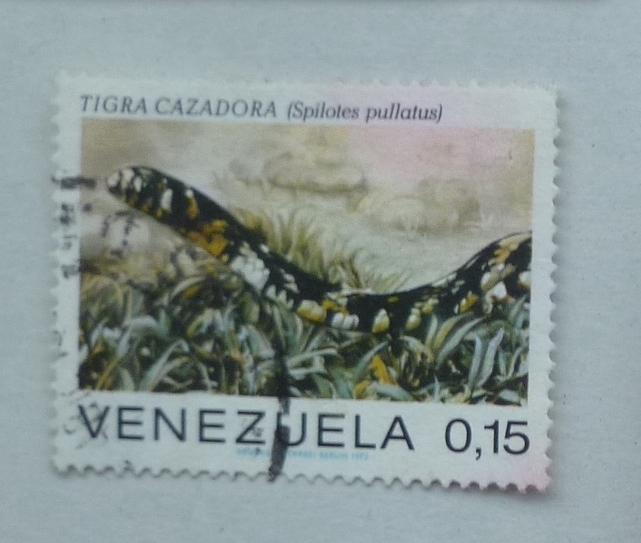 TIGRA CAZADORA (Spilotes pullatus)
VENEZUELA 0,15